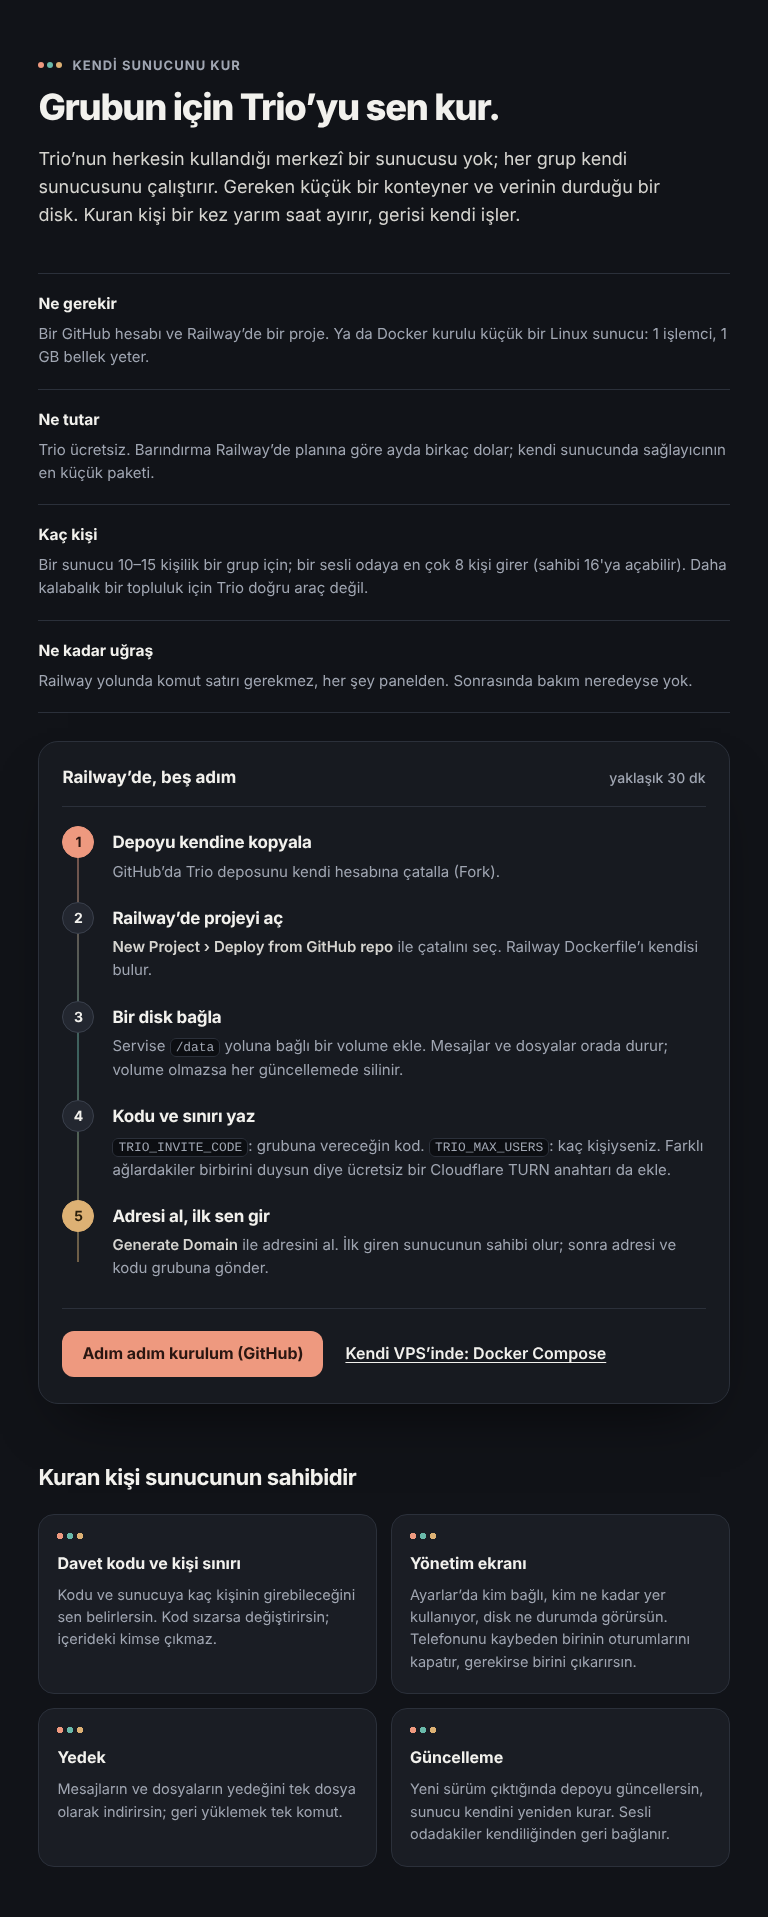 KENDİ SUNUCUNU KUR
Grubun için Trio’yu sen kur.
Trio’nun herkesin kullandığı merkezî bir sunucusu yok; her grup kendi
sunucusunu çalıştırır. Gereken küçük bir konteyner ve verinin durduğu bir
disk. Kuran kişi bir kez yarım saat ayırır, gerisi kendi işler.
Ne gerekir
Bir GitHub hesabı ve Railway’de bir proje. Ya da Docker kurulu küçük bir Linux sunucu: 1 işlemci, 1
GB bellek yeter.
Ne tutar
Trio ücretsiz. Barındırma Railway’de planına göre ayda birkaç dolar; kendi sunucunda sağlayıcının
en küçük paketi.
Kaç kişi
Bir sunucu 10–15 kişilik bir grup için; bir sesli odaya en çok 8 kişi girer (sahibi 16'ya açabilir). Daha
kalabalık bir topluluk için Trio doğru araç değil.
Ne kadar uğraş
Railway yolunda komut satırı gerekmez, her şey panelden. Sonrasında bakım neredeyse yok.
Railway’de, beş adım
yaklaşık 30 dk
1
Depoyu kendine kopyala
GitHub’da Trio deposunu kendi hesabına çatalla (Fork).
2
Railway’de projeyi aç
New Project › Deploy from GitHub repo ile çatalını seç. Railway Dockerfile’ı kendisi
bulur.
3
Bir disk bağla
Servise /data yoluna bağlı bir volume ekle. Mesajlar ve dosyalar orada durur;
volume olmazsa her güncellemede silinir.
4
Kodu ve sınırı yaz
TRIO_INVITE_CODE: grubuna vereceğin kod. TRIO_MAX_USERS: kaç kişiyseniz. Farklı
ağlardakiler birbirini duysun diye ücretsiz bir Cloudflare TURN anahtarı da ekle.
5
Adresi al, ilk sen gir
Generate Domain ile adresini al. İlk giren sunucunun sahibi olur; sonra adresi ve
kodu grubuna gönder.
Adım adım kurulum (GitHub)
Kendi VPS’inde: Docker Compose
Kuran kişi sunucunun sahibidir
Davet kodu ve kişi sınırı
Kodu ve sunucuya kaç kişinin girebileceğini
sen belirlersin. Kod sızarsa değiştirirsin;
içerideki kimse çıkmaz.
Yönetim ekranı
Ayarlar’da kim bağlı, kim ne kadar yer
kullanıyor, disk ne durumda görürsün.
Telefonunu kaybeden birinin oturumlarını
kapatır, gerekirse birini çıkarırsın.
Yedek
Mesajların ve dosyaların yedeğini tek dosya
olarak indirirsin; geri yüklemek tek komut.
Güncelleme
Yeni sürüm çıktığında depoyu güncellersin,
sunucu kendini yeniden kurar. Sesli
odadakiler kendiliğinden geri bağlanır.